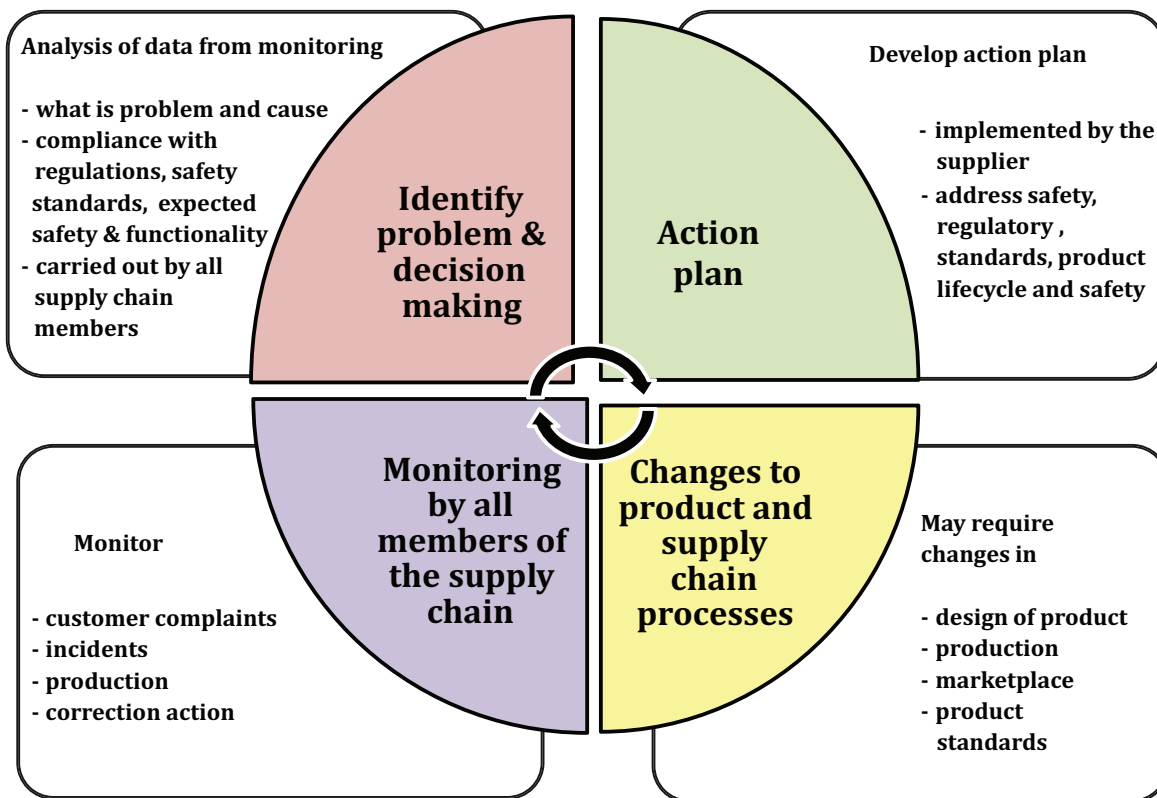 Analysis of data from monitoring
- what is problem and cause
- compliance with
regulations, safety
standards, expected
safety & functionality
- carried out by all
supply chain
members
Identify
problem &
decision
making
Action
plan
Develop action plan
- implemented by the
supplier
- address safety,
regulatory ,
standards, product
lifecycle and safety
Monitor
- customer complaints
- incidents
- production
- correction action
Monitoring
by all
members of
the supply
chain
Changes to
product and
supply
chain
processes
May require
changes in
- design of product
- production
- marketplace
- product
standards